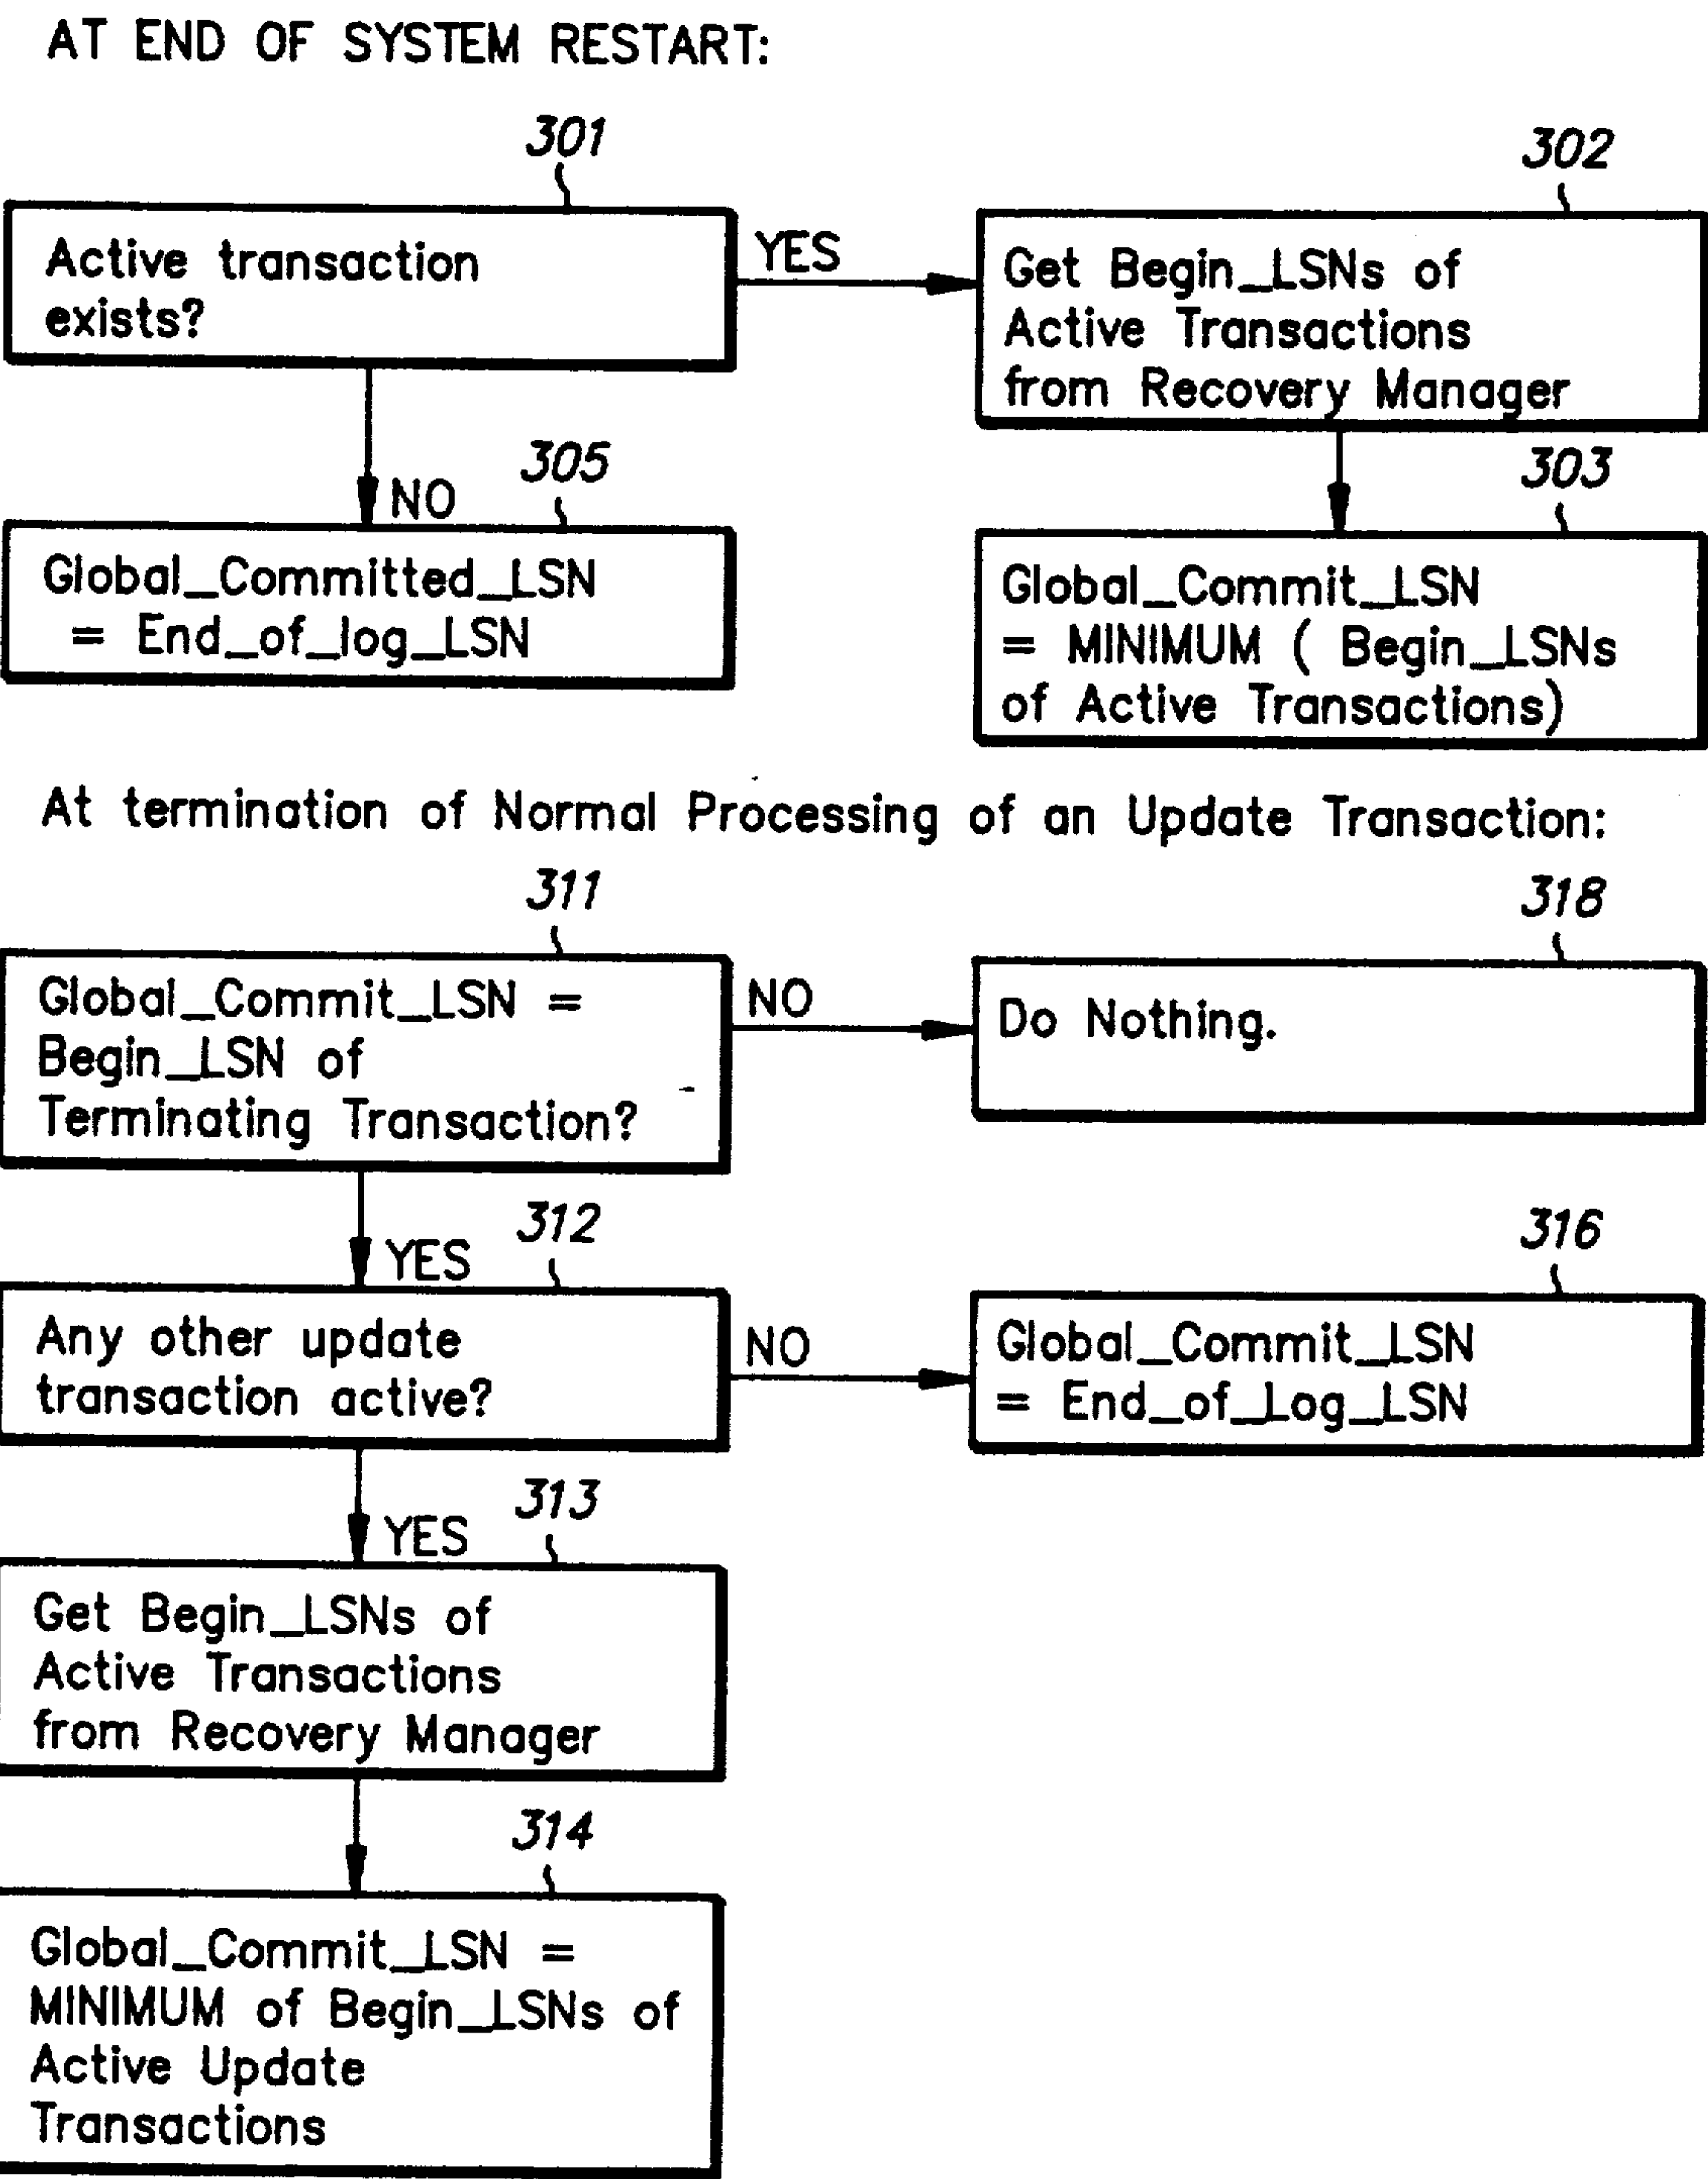 AT END OF SYSTEM RESTART:
301
Active transaction
exists?
YES
302
Get Begin_LSNs of
Active Transactions
from Recovery Manager
NO
305
Global_Committed_LSN
= End_of_log_LSN
303
Global_Commit_LSN
= MINIMUM ( Begin_LSNs
of Active Transactions)
At termination of Normal Processing of an Update Transaction:
311
Global_Commit_LSN =
Begin_LSN of
Terminating Transaction?
NO
318
Do Nothing.
YES
312
Any other update
transaction active?
NO
316
Global_Commit_LSN
= End_of_Log_LSN
YES
313
Get Begin_LSNs of
Active Transactions
from Recovery Manager
314
Global_Commit_LSN =
MINIMUM of Begin_LSNs of
Active Update
Transactions